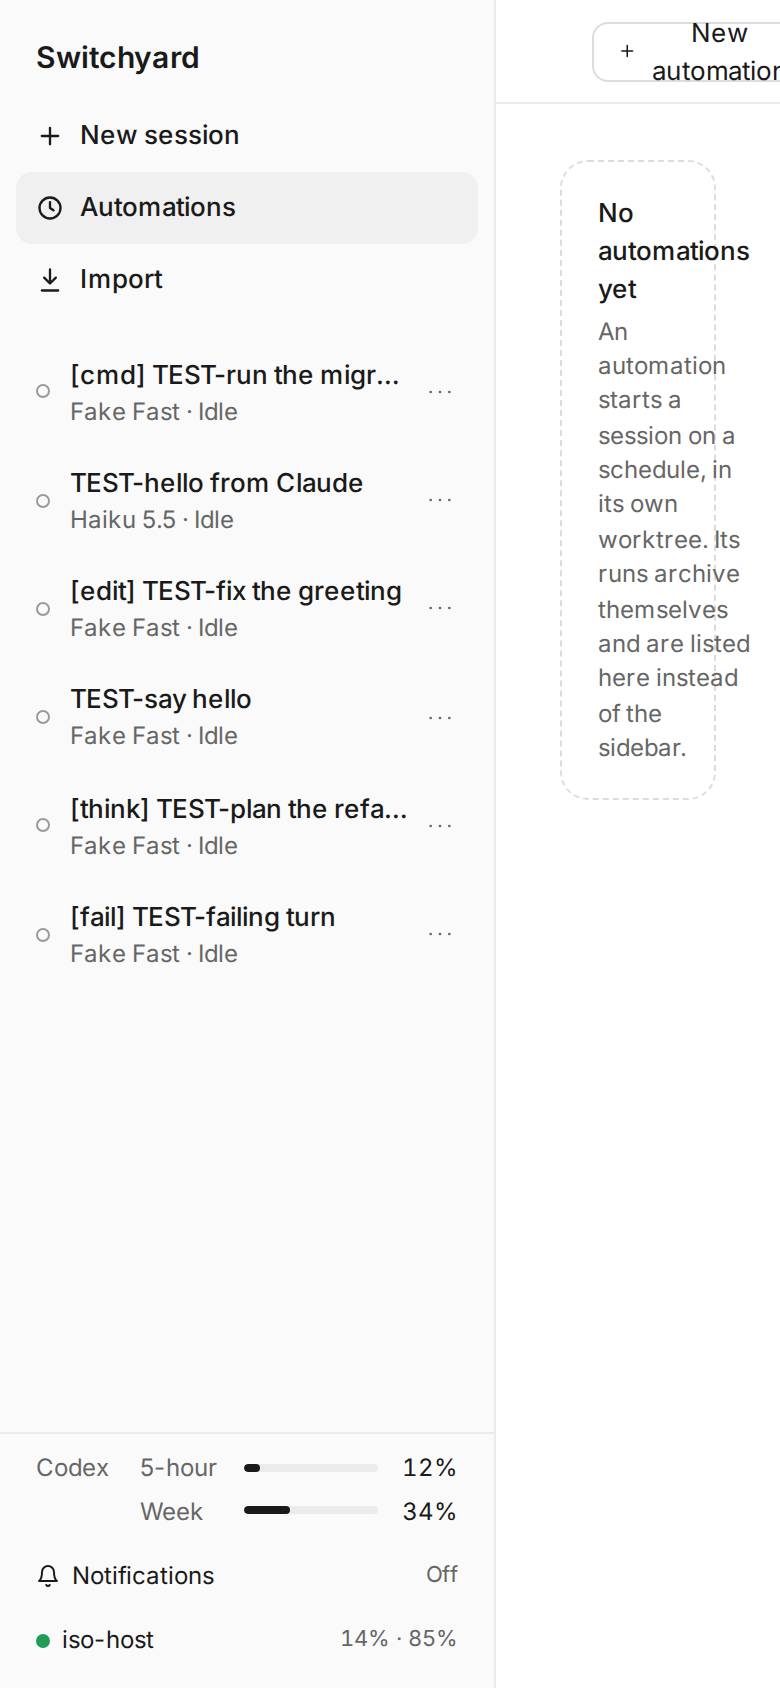 Switchyard
New session
Automations
Import
[cmd] TEST-run the migr...
Fake Fast · Idle
TEST-hello from Claude
Haiku 5.5 · Idle
[edit] TEST-fix the greeting
Fake Fast · Idle
TEST-say hello
Fake Fast · Idle
[think] TEST-plan the refa...
Fake Fast · Idle
[fail] TEST-failing turn
Fake Fast · Idle
Codex 5-hour 12%
Week 34%
Notifications Off
iso-host 14% · 85%
New
automation
No
automations
yet
An
automation
starts a
session on a
schedule, in
its own
worktree. Its
runs archive
themselves
and are listed
here instead
of the
sidebar.